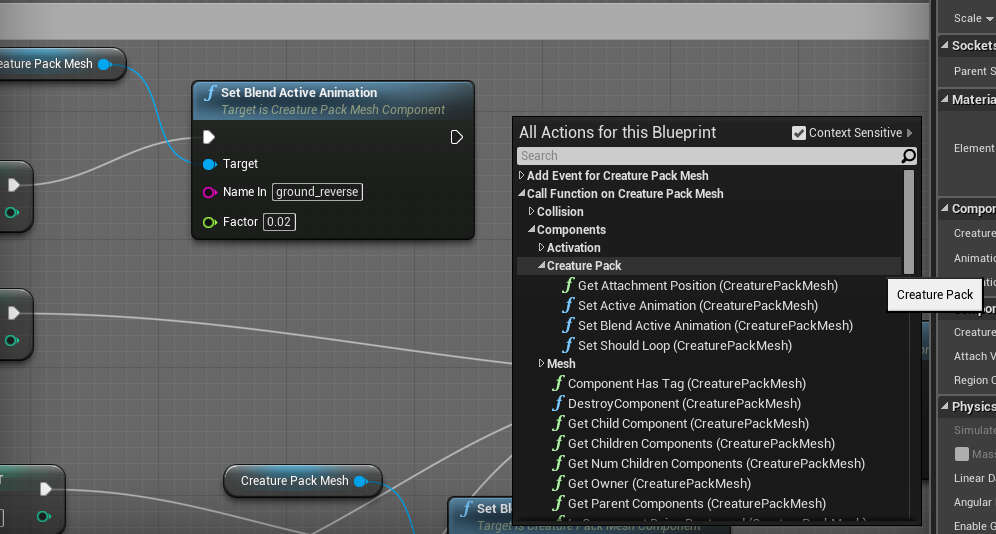 eature Pack Mesh
Set Blend Active Animation
Target is Creature Pack Mesh Component
Target
Name In ground_reverse
Factor 0.02
Creature Pack Mesh
Set Bl
Target is Creature Pack Mesh Component
All Actions for this Blueprint
Context Sensitive
Search
Add Event for Creature Pack Mesh
Call Function on Creature Pack Mesh
Collision
Components
Activation
Creature Pack
Get Attachment Position (CreaturePackMesh)
Set Active Animation (CreaturePackMesh)
Set Blend Active Animation (CreaturePackMesh)
Set Should Loop (CreaturePackMesh)
Mesh
Component Has Tag (CreaturePackMesh)
DestroyComponent (CreaturePackMesh)
Get Child Component (CreaturePackMesh)
Get Children Components (CreaturePackMesh)
Get Num Children Components (CreaturePackMesh)
Get Owner (CreaturePackMesh)
Get Parent Components (CreaturePackMesh)
Creature Pack
Scale
Sockets
Parent S
Materia
Element
Compor
Creature
Animatio
Creature
Attach V
Region C
Physics
Simulate
Mass
Linear Da
Angular
Enable G